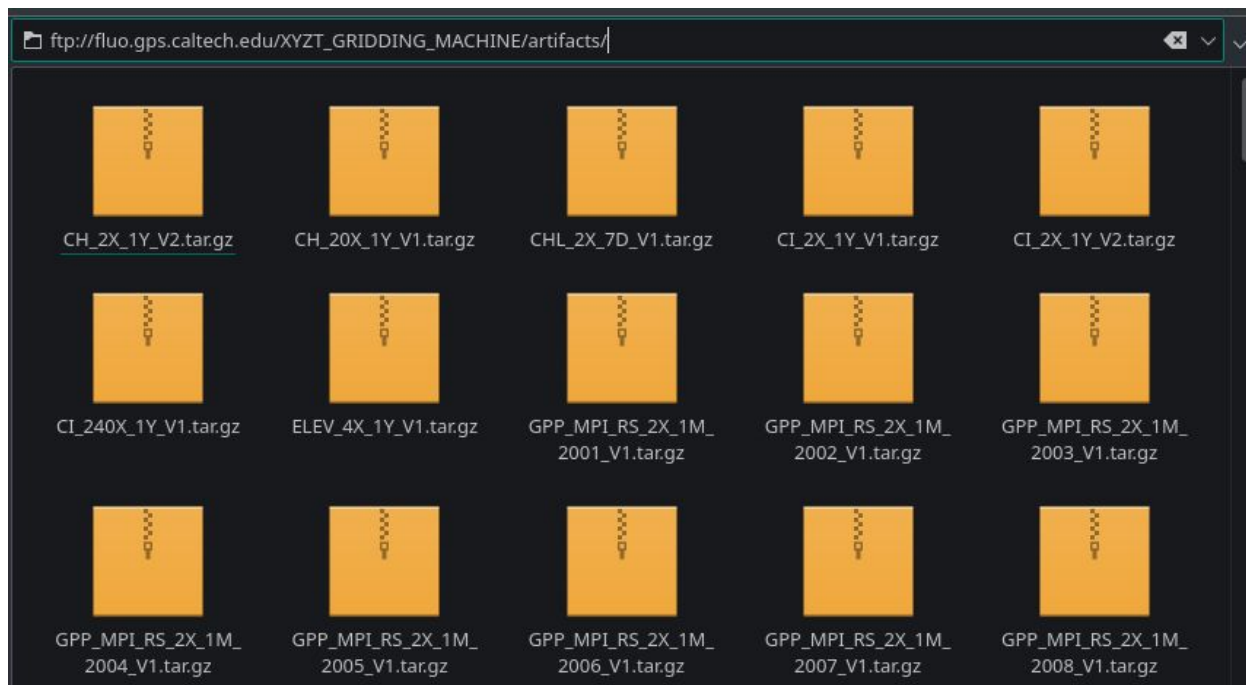 ftp://fluo.gps.caltech.edu/XYZT_GRIDDING_MACHINE/artifacts/
CH_2X_1Y_V2.tar.gz
CH_20X_1Y_V1.tar.gz
CHL_2X_7D_V1.tar.gz
CI_2X_1Y_V1.tar.gz
CI_2X_1Y_V2.tar.gz
CI_240X_1Y_V1.tar.gz
ELEV_4X_1Y_V1.tar.gz
GPP_MPI_RS_2X_1M_
2001_V1.tar.gz
GPP_MPI_RS_2X_1M_
2002_V1.tar.gz
GPP_MPI_RS_2X_1M_
2003_V1.tar.gz
GPP_MPI_RS_2X_1M_
2004_V1.tar.gz
GPP_MPI_RS_2X_1M_
2005_V1.tar.gz
GPP_MPI_RS_2X_1M_
2006_V1.tar.gz
GPP_MPI_RS_2X_1M_
2007_V1.tar.gz
GPP_MPI_RS_2X_1M_
2008_V1.tar.gz